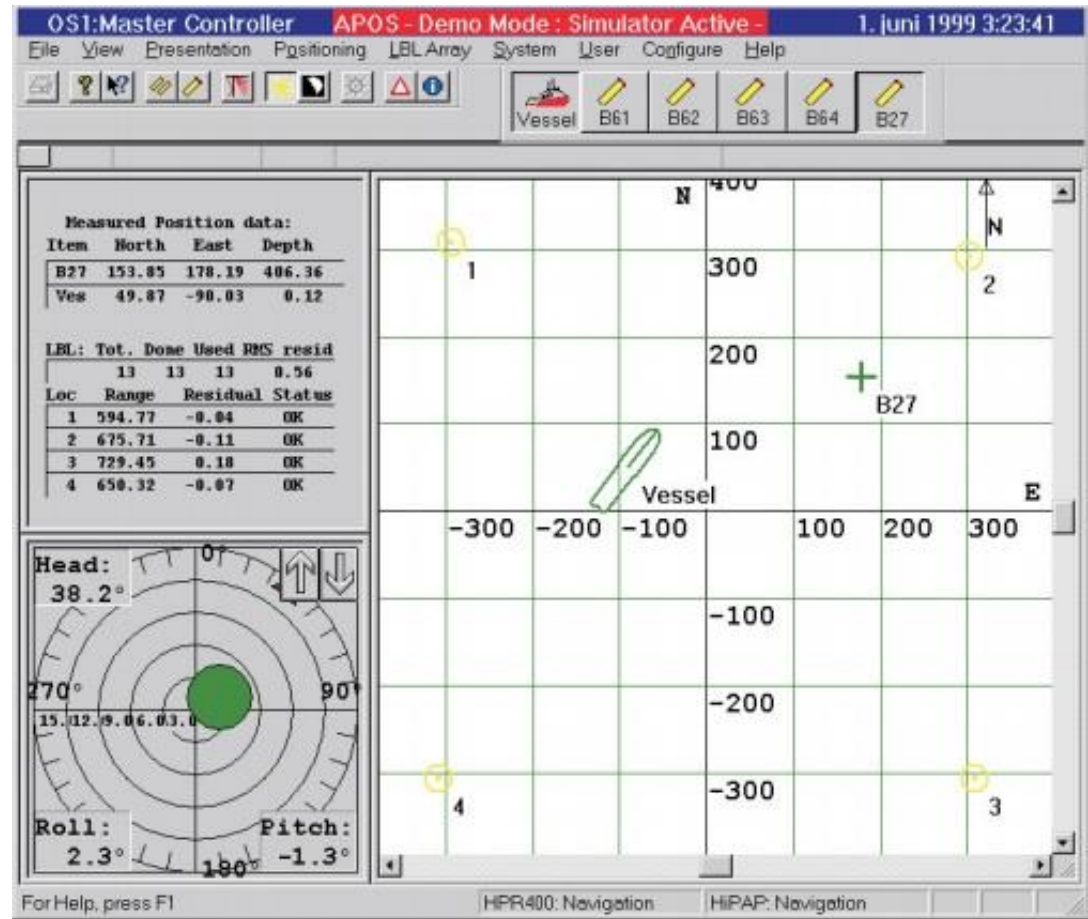 OS1:Master Controller APOS - Demo Mode : Simulator Active - 1. juni 1999 3:23:41
File View Presentation Positioning LBL Array System User Configure Help
Vessel B61 B62 B63 B64 B27
Measured Position data:
Item North East Depth
B27 153.85 178.19 406.36
Ves 49.87 -90.03 0.12
LBL: Tot. Done Used RMS resid
13 13 13 0.56
Loc Range Residual Status
1 594.77 -0.04 OK
2 675.71 -0.11 OK
3 729.45 0.18 OK
4 650.32 -0.07 OK
Head:
38.2°
0°
270°
90°
15.0 12. 9.0 6.0 3.0
Roll:
2.3°
180°
Pitch:
-1.3°
N 400
N
1
300
2
200
B27
100
Vessel
E
-300 -200 -100 100 200 300
-100
-200
-300
4
3
For Help, press F1 HPR400: Navigation HiPAP: Navigation